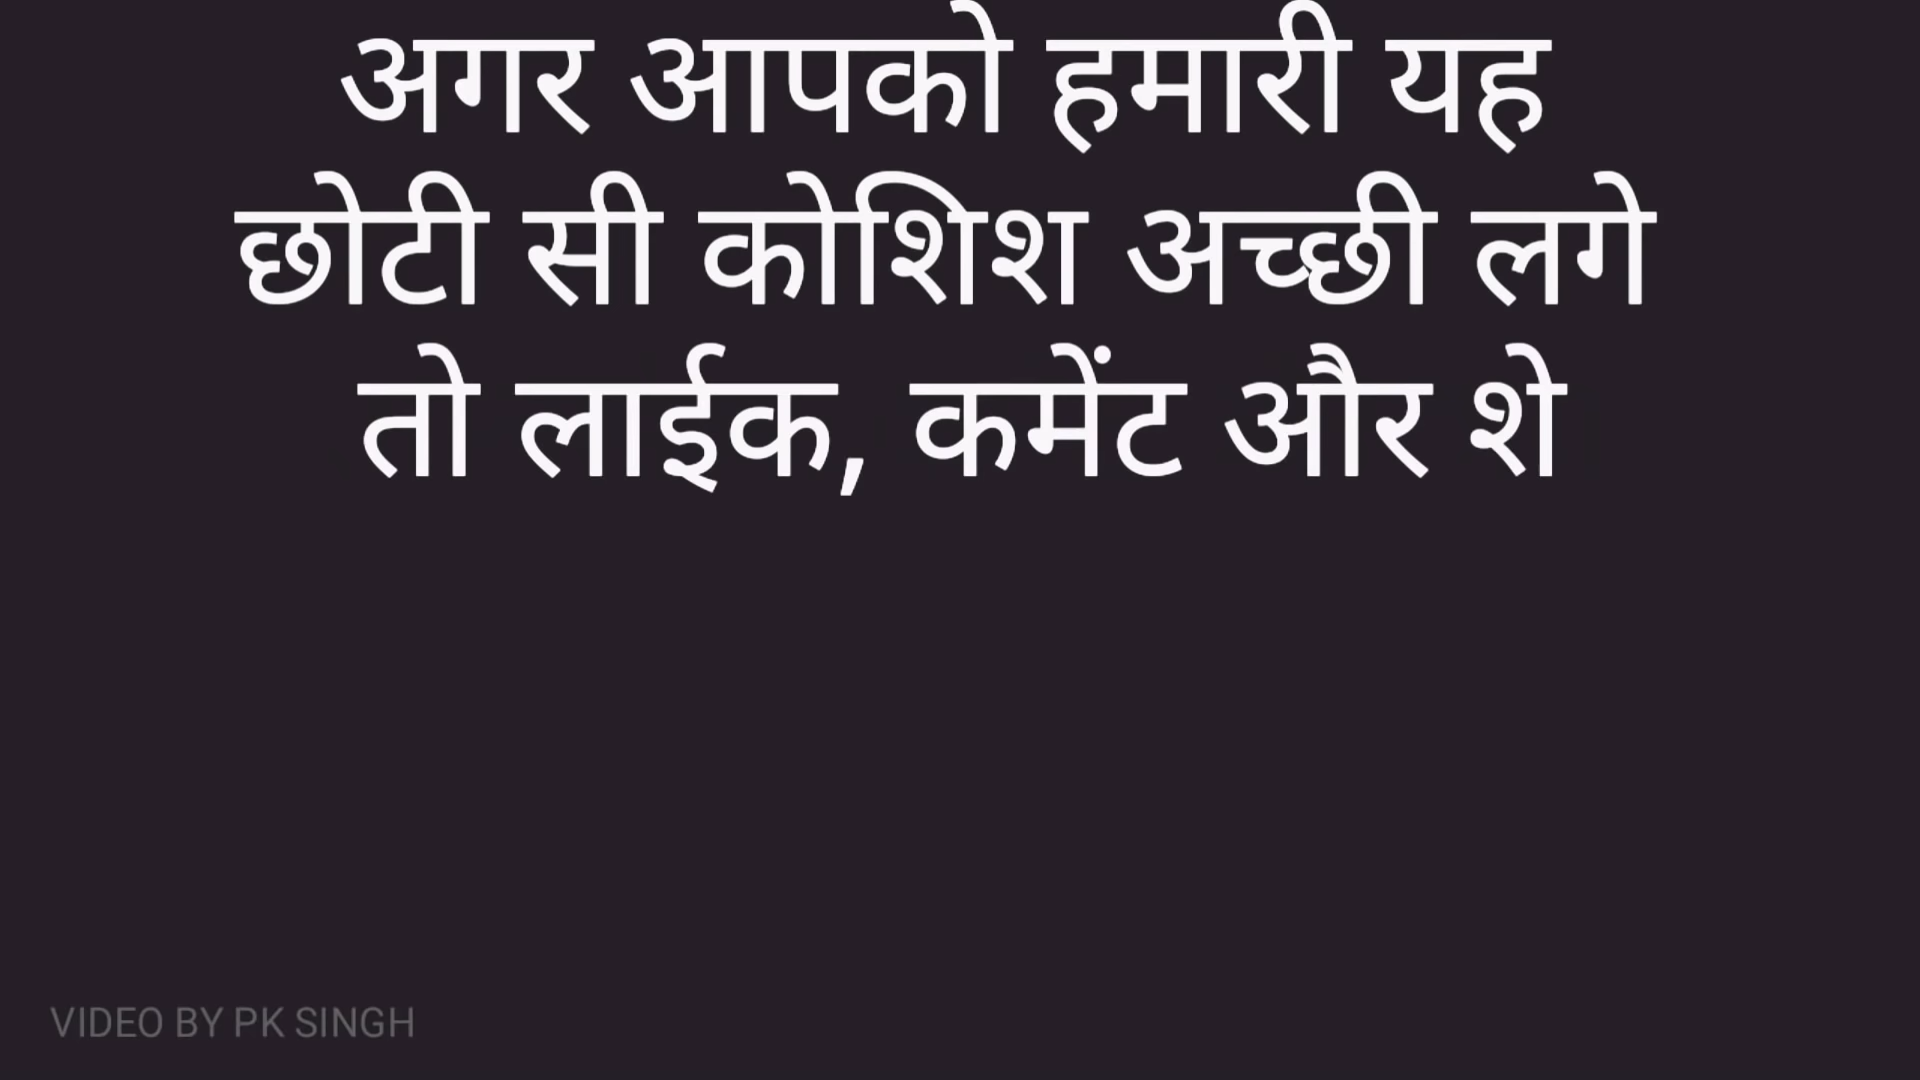 अगर आपको हमारी यह
छोटी सी कोशिश अच्छी लगे
तो लाईक, कमेंट और शे
VIDEO BY PK SINGH